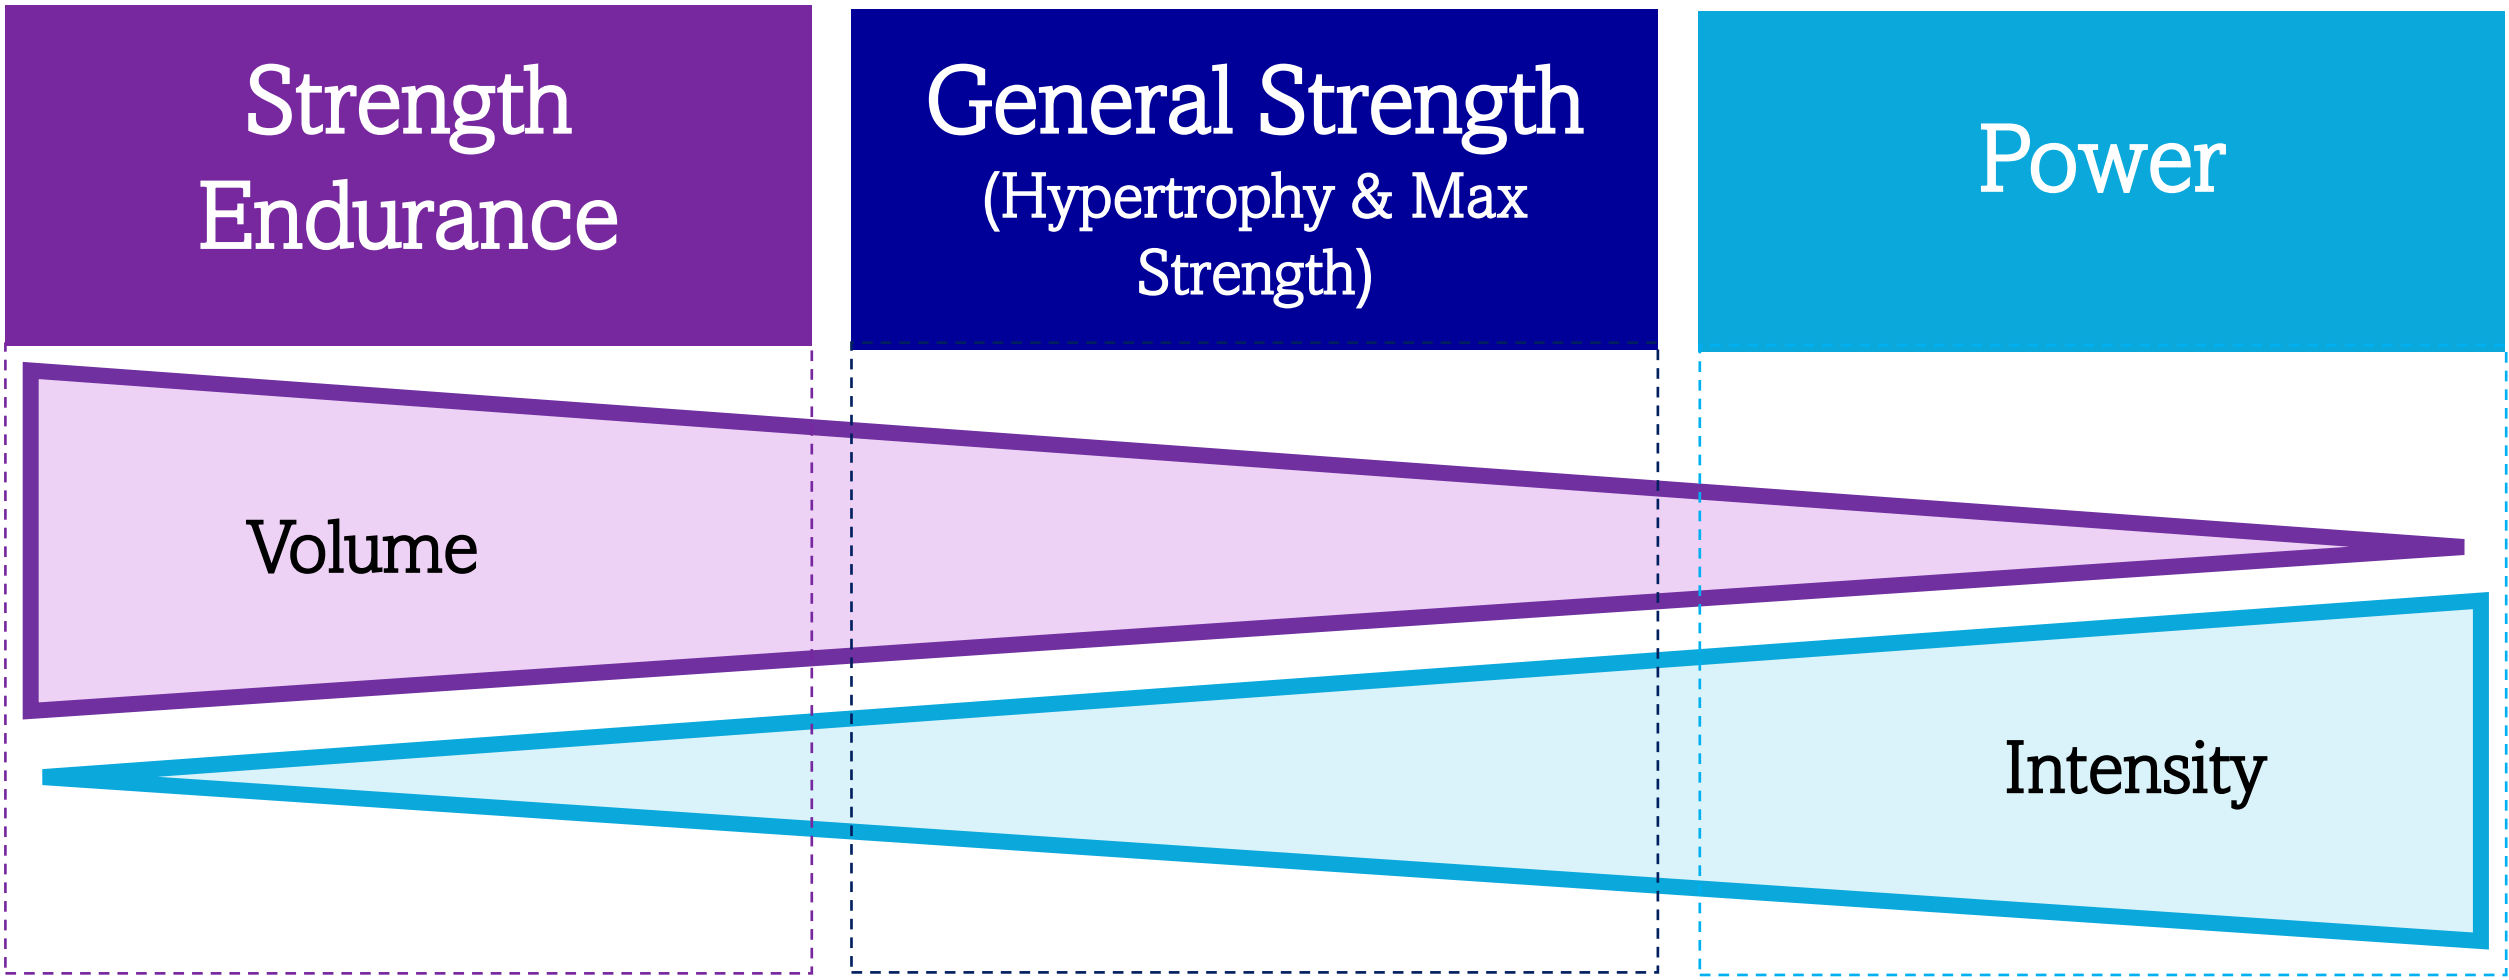 Strength
Endurance
General Strength
(Hypertrophy & Max
Strength)
Power
Volume
Intensity